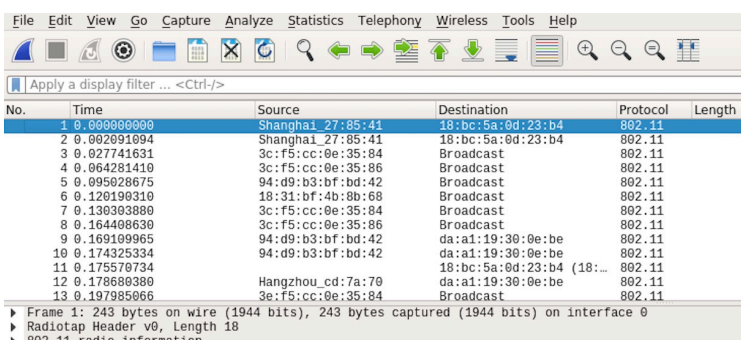 File Edit View Go Capture Analyze Statistics Telephony Wireless Tools Help
Apply a display filter ... <Ctrl-/>
No. Time Source Destination Protocol Length
1 0.000000000 Shanghai_27:85:41 18:bc:5a:0d:23:b4 802.11
2 0.002091094 Shanghai_27:85:41 18:bc:5a:0d:23:b4 802.11
3 0.027741631 3c:f5:cc:0e:35:84 Broadcast 802.11
4 0.064281410 3c:f5:cc:0e:35:86 Broadcast 802.11
5 0.095028675 94:d9:b3:bf:bd:42 Broadcast 802.11
6 0.120190310 18:31:bf:4b:8b:68 Broadcast 802.11
7 0.130303880 3c:f5:cc:0e:35:84 Broadcast 802.11
8 0.164408630 3c:f5:cc:0e:35:86 Broadcast 802.11
9 0.169109965 94:d9:b3:bf:bd:42 da:a1:19:30:0e:be 802.11
10 0.174325334 94:d9:b3:bf:bd:42 da:a1:19:30:0e:be 802.11
11 0.175570734 18:bc:5a:0d:23:b4 (18:… 802.11
12 0.178680380 Hangzhou_cd:7a:70 da:a1:19:30:0e:be 802.11
13 0.197985066 3e:f5:cc:0e:35:84 Broadcast 802.11
Frame 1: 243 bytes on wire (1944 bits), 243 bytes captured (1944 bits) on interface 0
Radiotap Header v0, Length 18
802.11 radio information